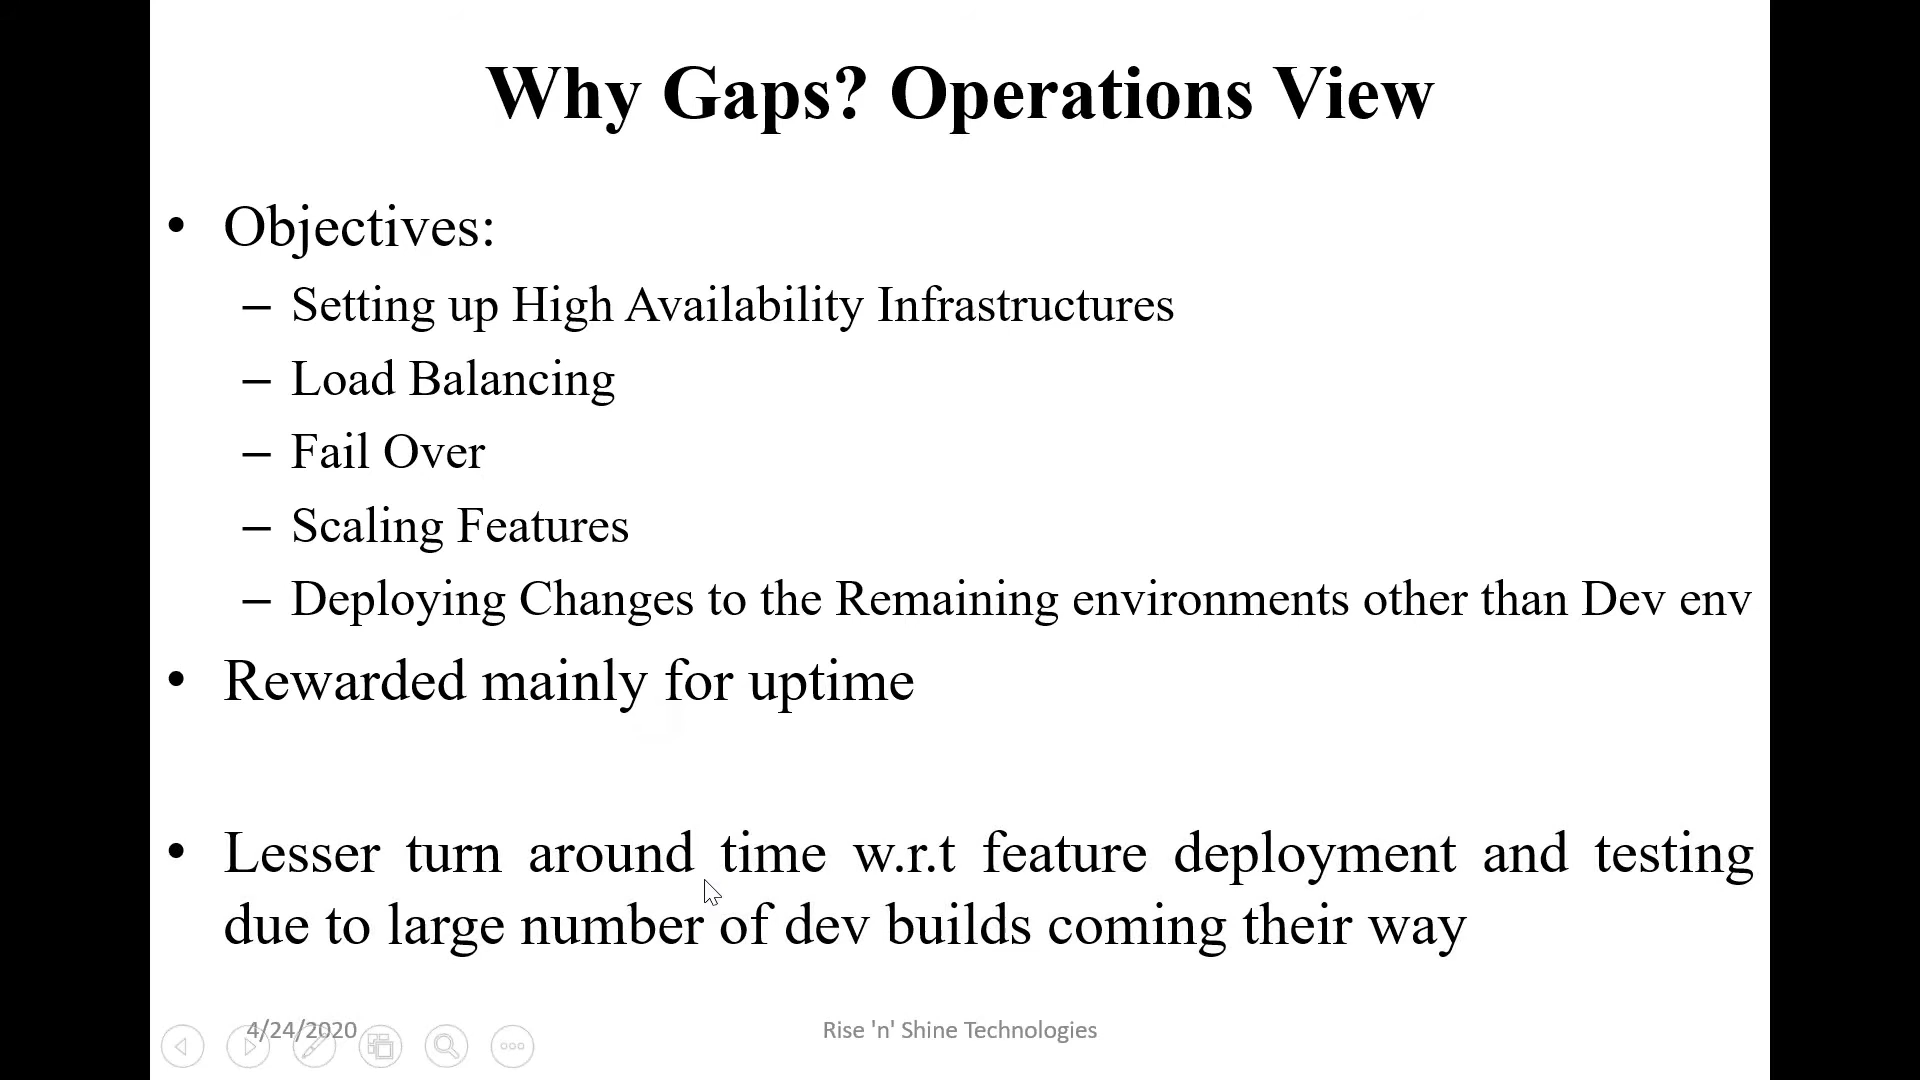 Why Gaps? Operations View
• Objectives:
– Setting up High Availability Infrastructures
– Load Balancing
– Fail Over
– Scaling Features
– Deploying Changes to the Remaining environments other than Dev env
• Rewarded mainly for uptime
• Lesser turn around time w.r.t feature deployment and testing
due to large number of dev builds coming their way
4/24/2020
Rise 'n' Shine Technologies